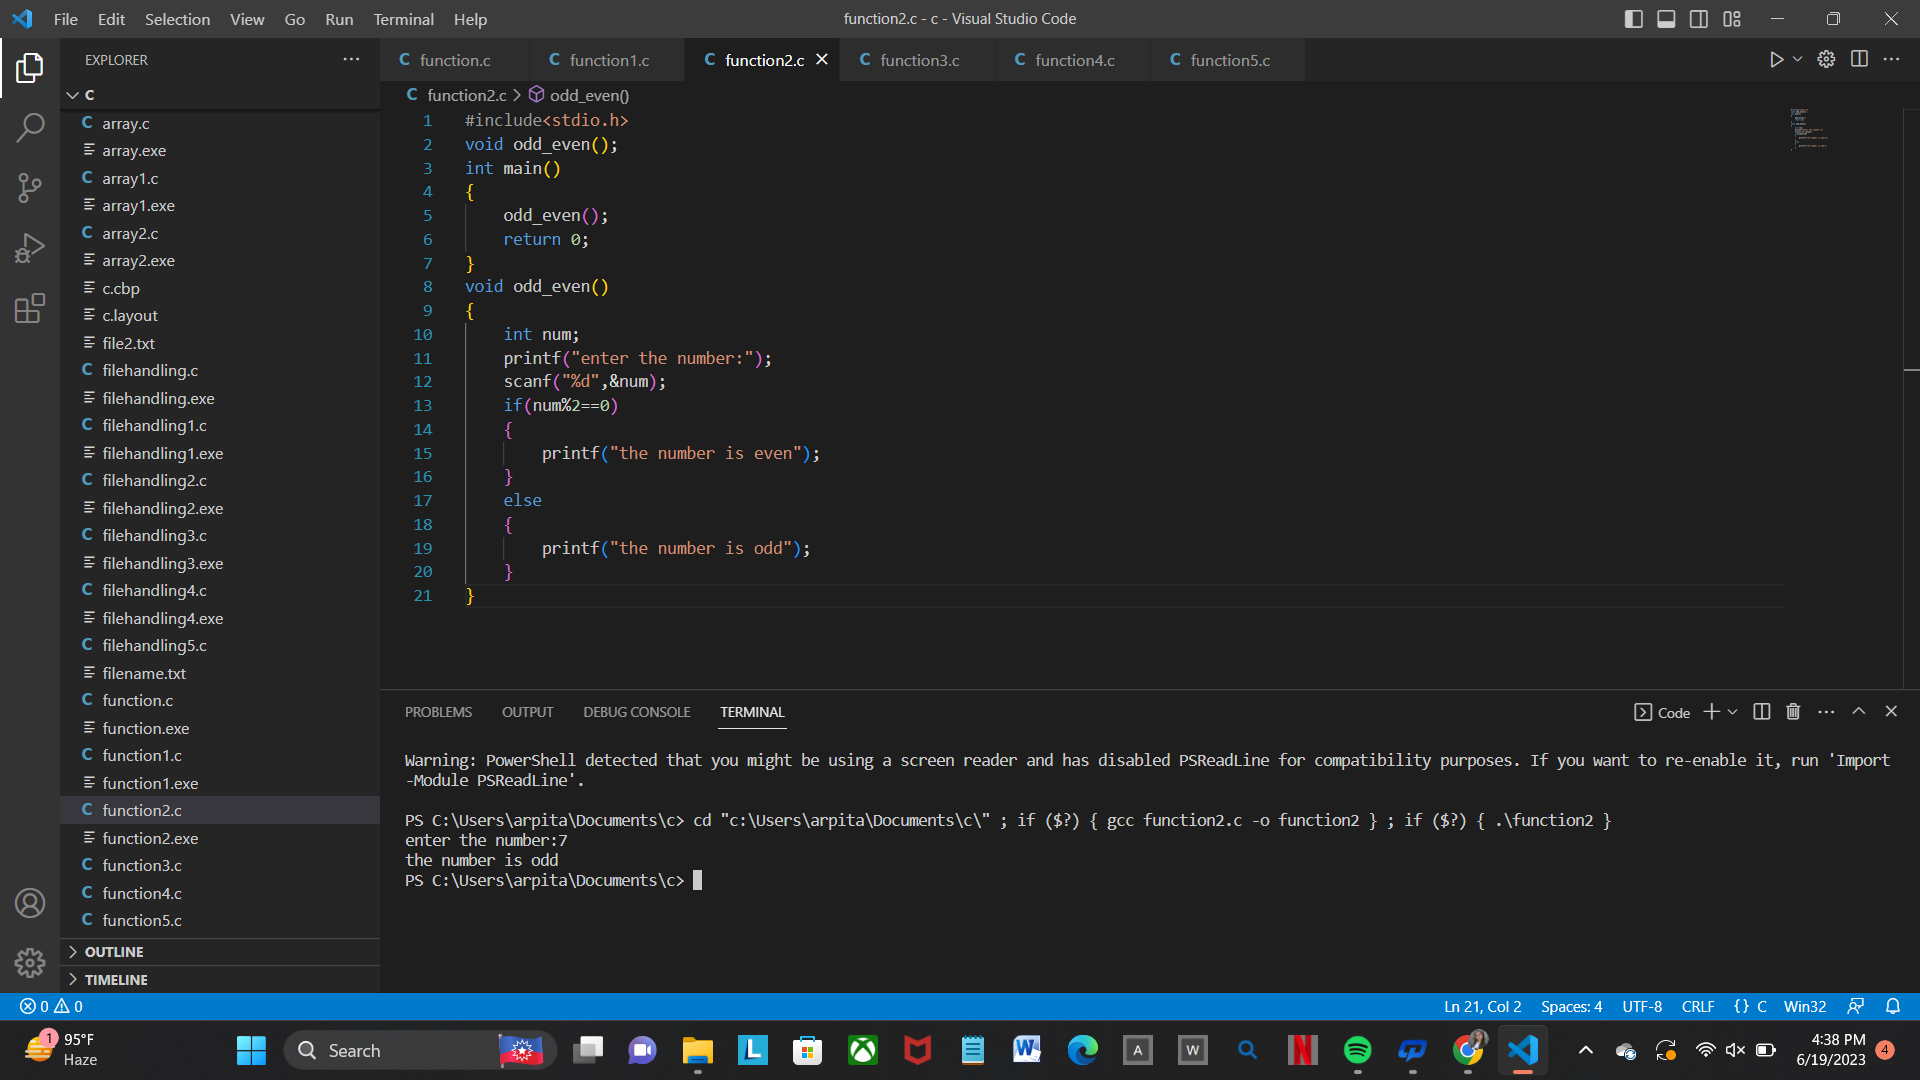 File Edit Selection View Go Run Terminal Help
function2.c - c - Visual Studio Code
EXPLORER
C
C array.c
array.exe
C array1.c
array1.exe
C array2.c
array2.exe
c.cbp
c.layout
file2.txt
C filehandling.c
filehandling.exe
C filehandling1.c
filehandling1.exe
C filehandling2.c
filehandling2.exe
C filehandling3.c
filehandling3.exe
C filehandling4.c
filehandling4.exe
C filehandling5.c
filename.txt
C function.c
function.exe
C function1.c
function1.exe
C function2.c
function2.exe
C function3.c
C function4.c
C function5.c
OUTLINE
TIMELINE
C function.c C function1.c C function2.c C function3.c C function4.c C function5.c
C function2.c > odd_even()
1 #include<stdio.h>
2 void odd_even();
3 int main()
4 {
5 odd_even();
6 return 0;
7 }
8 void odd_even()
9 {
10 int num;
11 printf("enter the number:");
12 scanf("%d",&num);
13 if(num%2==0)
14 {
15 printf("the number is even");
16 }
17 else
18 {
19 printf("the number is odd");
20 }
21 }
PROBLEMS OUTPUT DEBUG CONSOLE TERMINAL
Code
Warning: PowerShell detected that you might be using a screen reader and has disabled PSReadLine for compatibility purposes. If you want to re-enable it, run 'Import
-Module PSReadLine'.
PS C:\Users\arpita\Documents\c> cd "c:\Users\arpita\Documents\c\" ; if ($?) { gcc function2.c -o function2 } ; if ($?) { .\function2 }
enter the number:7
the number is odd
PS C:\Users\arpita\Documents\c>
0 0
Ln 21, Col 2 Spaces: 4 UTF-8 CRLF {} C Win32
1 95°F
Haze
Search
L
W
A
W
N
4:38 PM
6/19/2023
4